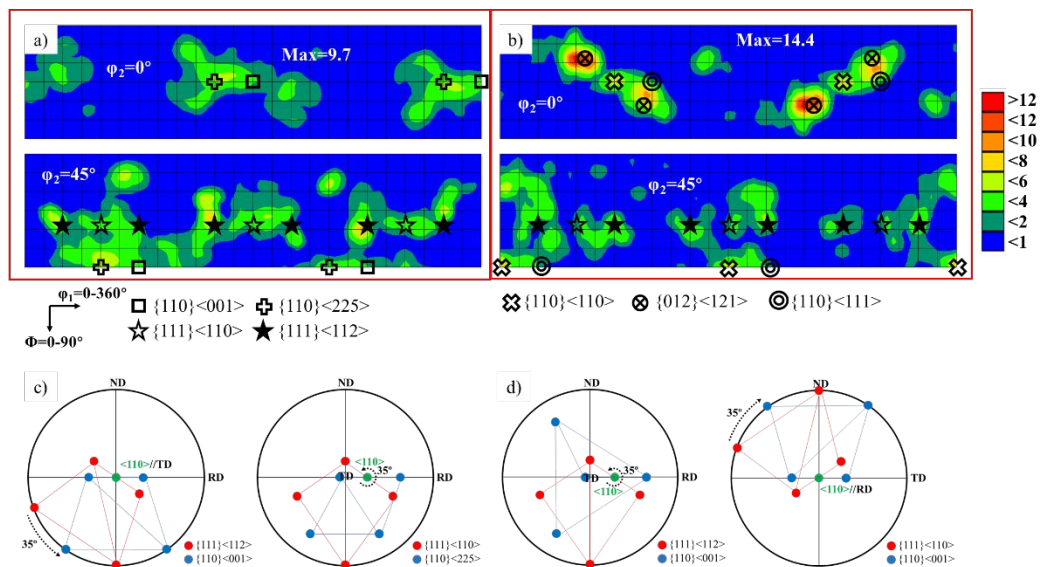 a)
Max=9.7
φ₂=0°
φ₂=45°
b)
Max=14.4
φ₂=0°
φ₂=45°
>12
<12
<10
<8
<6
<4
<2
<1
φ₁=0-360°
Φ=0-90°
{110}<001>
{110}<225>
{111}<110>
{111}<112>
{110}<110>
{012}<121>
{110}<111>
c)
ND
<110>//TD
RD
35°
{111}<112>
{110}<001>
ND
<110>
35°
TD
RD
{111}<110>
{110}<225>
d)
ND
35°
TD
RD
<110>
{111}<112>
{110}<001>
ND
35°
TD
<110>//RD
{111}<110>
{110}<001>